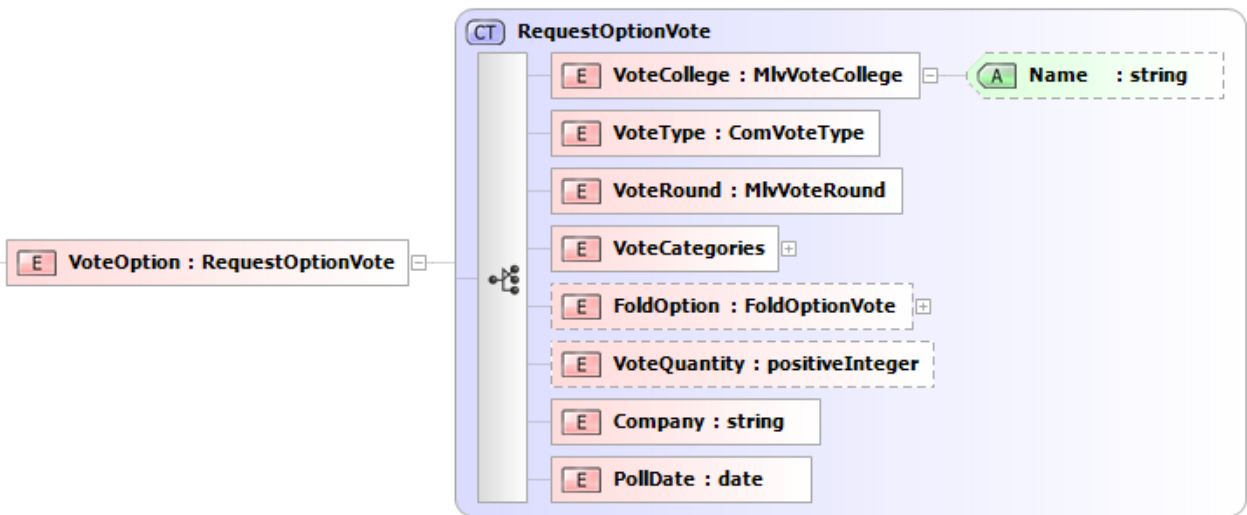 CT RequestOptionVote
E VoteCollege : MlvVoteCollege A Name : string
E VoteType : ComVoteType
E VoteRound : MlvVoteRound
E VoteCategories
E VoteOption : RequestOptionVote
E FoldOption : FoldOptionVote
E VoteQuantity : positiveInteger
E Company : string
E PollDate : date